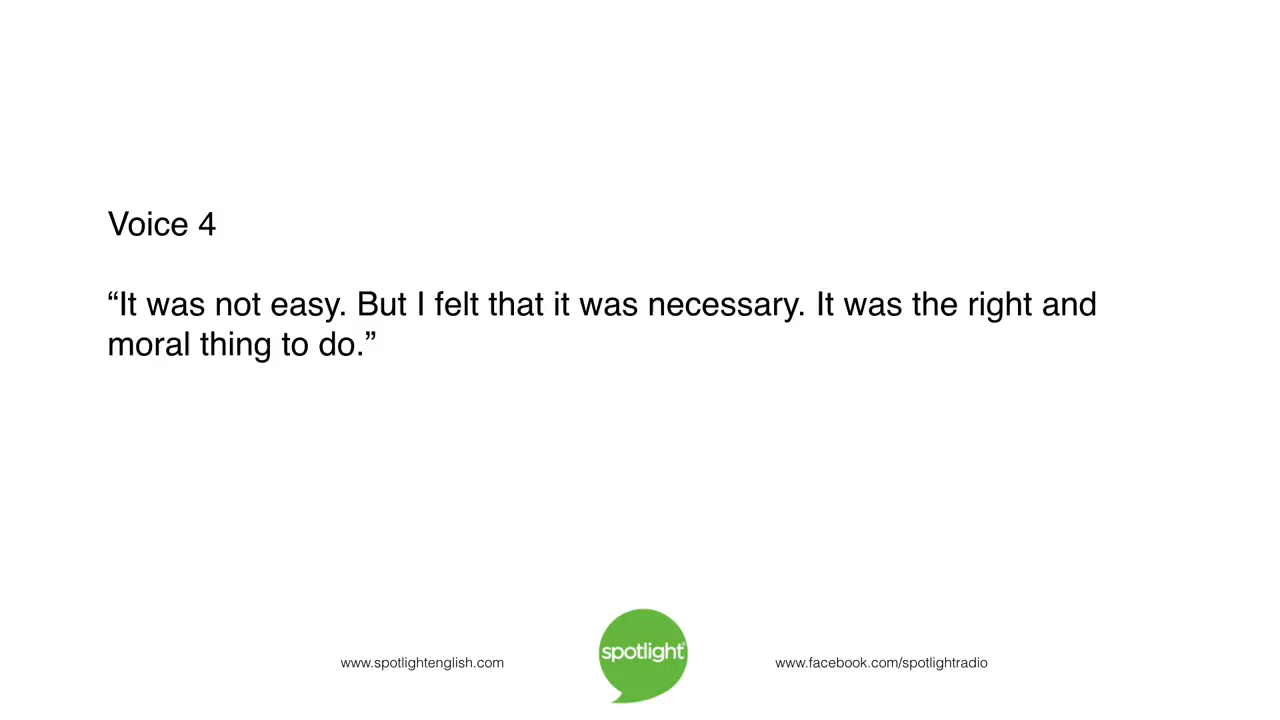 Voice 4
“It was not easy. But I felt that it was necessary. It was the right and
moral thing to do.”
www.spotlightenglish.com
spotlight
www.facebook.com/spotlightradio